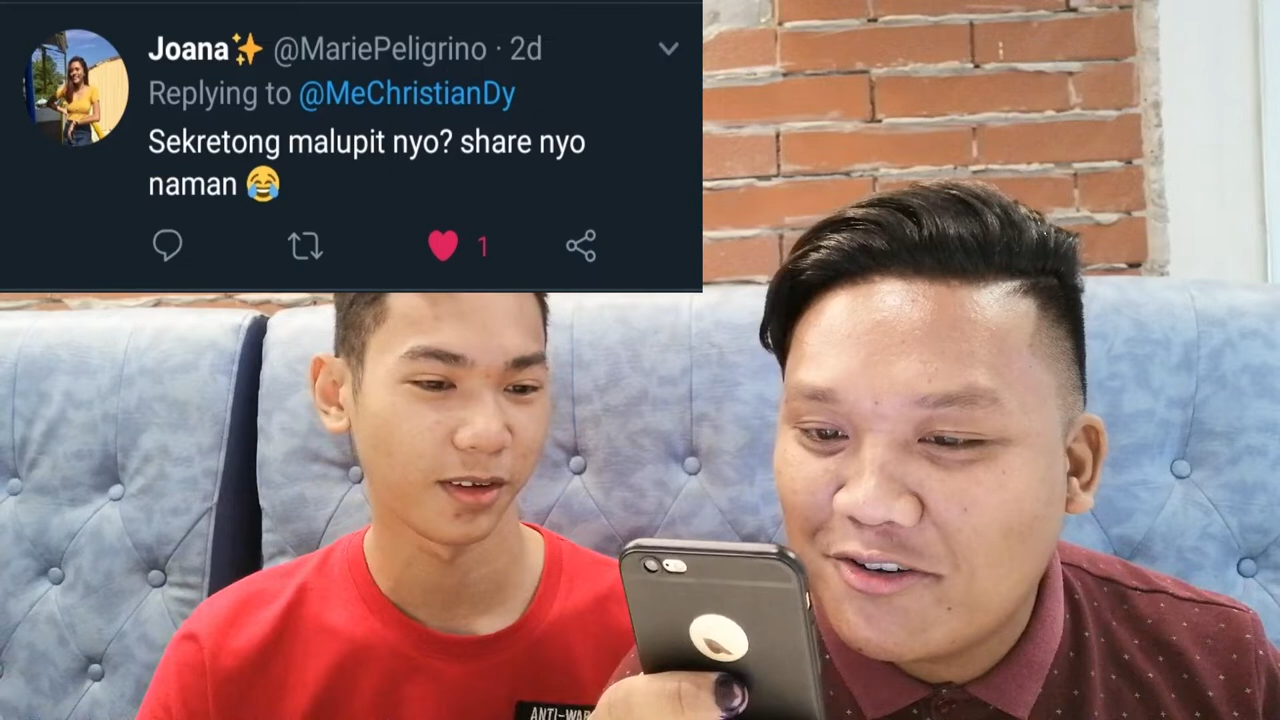 Joana✨ @MariePeligrino · 2d
Replying to @MeChristianDy
Sekretong malupit nyo? share nyo
naman 😂
1
ANTI-WAR